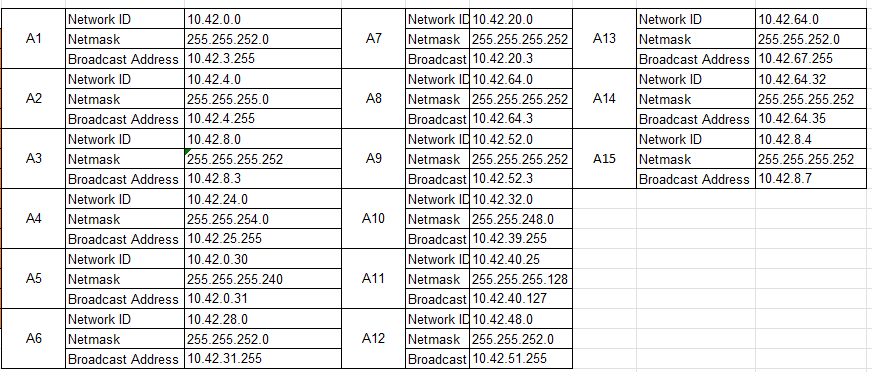 A1 Network ID 10.42.0.0
Netmask 255.255.252.0
Broadcast Address 10.42.3.255
A2 Network ID 10.42.4.0
Netmask 255.255.255.0
Broadcast Address 10.42.4.255
A3 Network ID 10.42.8.0
Netmask 255.255.255.252
Broadcast Address 10.42.8.3
A4 Network ID 10.42.24.0
Netmask 255.255.254.0
Broadcast Address 10.42.25.255
A5 Network ID 10.42.0.30
Netmask 255.255.255.240
Broadcast Address 10.42.0.31
A6 Network ID 10.42.28.0
Netmask 255.255.252.0
Broadcast Address 10.42.31.255
A7 Network ID 10.42.20.0
Netmask 255.255.255.252
Broadcast 10.42.20.3
A8 Network ID 10.42.64.0
Netmask 255.255.255.252
Broadcast 10.42.64.3
A9 Network ID 10.42.52.0
Netmask 255.255.255.252
Broadcast 10.42.52.3
A10 Network ID 10.42.32.0
Netmask 255.255.248.0
Broadcast 10.42.39.255
A11 Network ID 10.42.40.25
Netmask 255.255.255.128
Broadcast 10.42.40.127
A12 Network ID 10.42.48.0
Netmask 255.255.252.0
Broadcast 10.42.51.255
A13 Network ID 10.42.64.0
Netmask 255.255.252.0
Broadcast Address 10.42.67.255
A14 Network ID 10.42.64.32
Netmask 255.255.255.252
Broadcast Address 10.42.64.35
A15 Network ID 10.42.8.4
Netmask 255.255.255.252
Broadcast Address 10.42.8.7